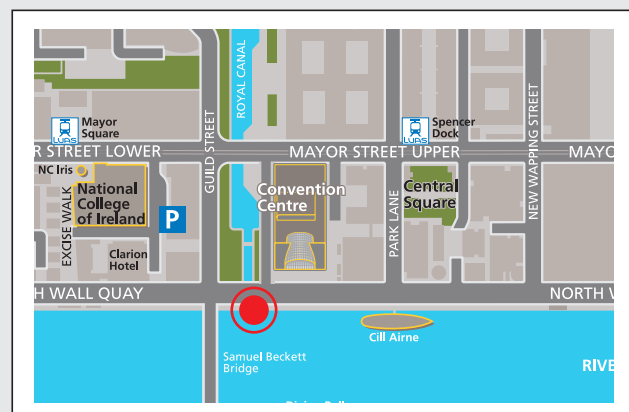 ROYAL CANAL
GUILD STREET
NEW WAPPING STREET
Mayor
Square
LUAS
Spencer
Dock
LUAS
R STREET LOWER
MAYOR STREET UPPER
MAYO
NC Iris
National
College
of Ireland
EXCISE WALK
P
Convention
Centre
Central
Square
PARK LANE
Clarion
Hotel
H WALL QUAY
NORTH W
Cill Airne
Samuel Beckett
Bridge
RIVE